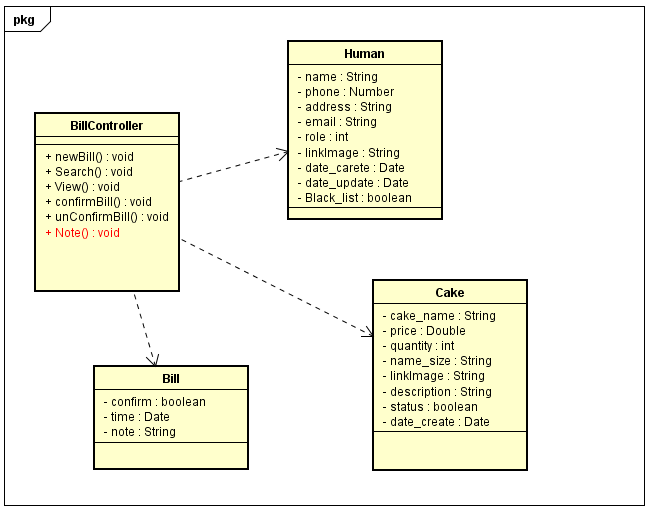 pkg
Human
- name : String
- phone : Number
- address : String
- email : String
- role : int
- linkImage : String
- date_carete : Date
- date_update : Date
- Black_list : boolean
BillController
+ newBill() : void
+ Search() : void
+ View() : void
+ confirmBill() : void
+ unConfirmBill() : void
+ Note() : void
Cake
- cake_name : String
- price : Double
- quantity : int
- name_size : String
- linkImage : String
- description : String
- status : boolean
- date_create : Date
Bill
- confirm : boolean
- time : Date
- note : String